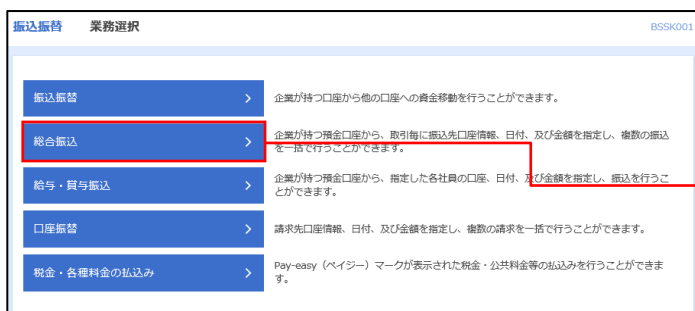 振込振替 業務選択 BSSK001
振込振替 企業が持つ口座から他の口座への資金移動を行うことができます。
総合振込 企業が持つ預金口座から、取引毎に振込先口座情報、日付、及び金額を指定し、複数の振込
を一括で行うことができます。
給与・賞与振込 企業が持つ預金口座から、指定した各社員の口座、日付、及び金額を指定し、振込を行うこ
とができます。
口座振替 請求先口座情報、日付、及び金額を指定し、複数の請求を一括で行うことができます。
税金・各種料金の払込み Pay-easy（ペイジー）マークが表示された税金・公共料金等の払込みを行うことができま
す。